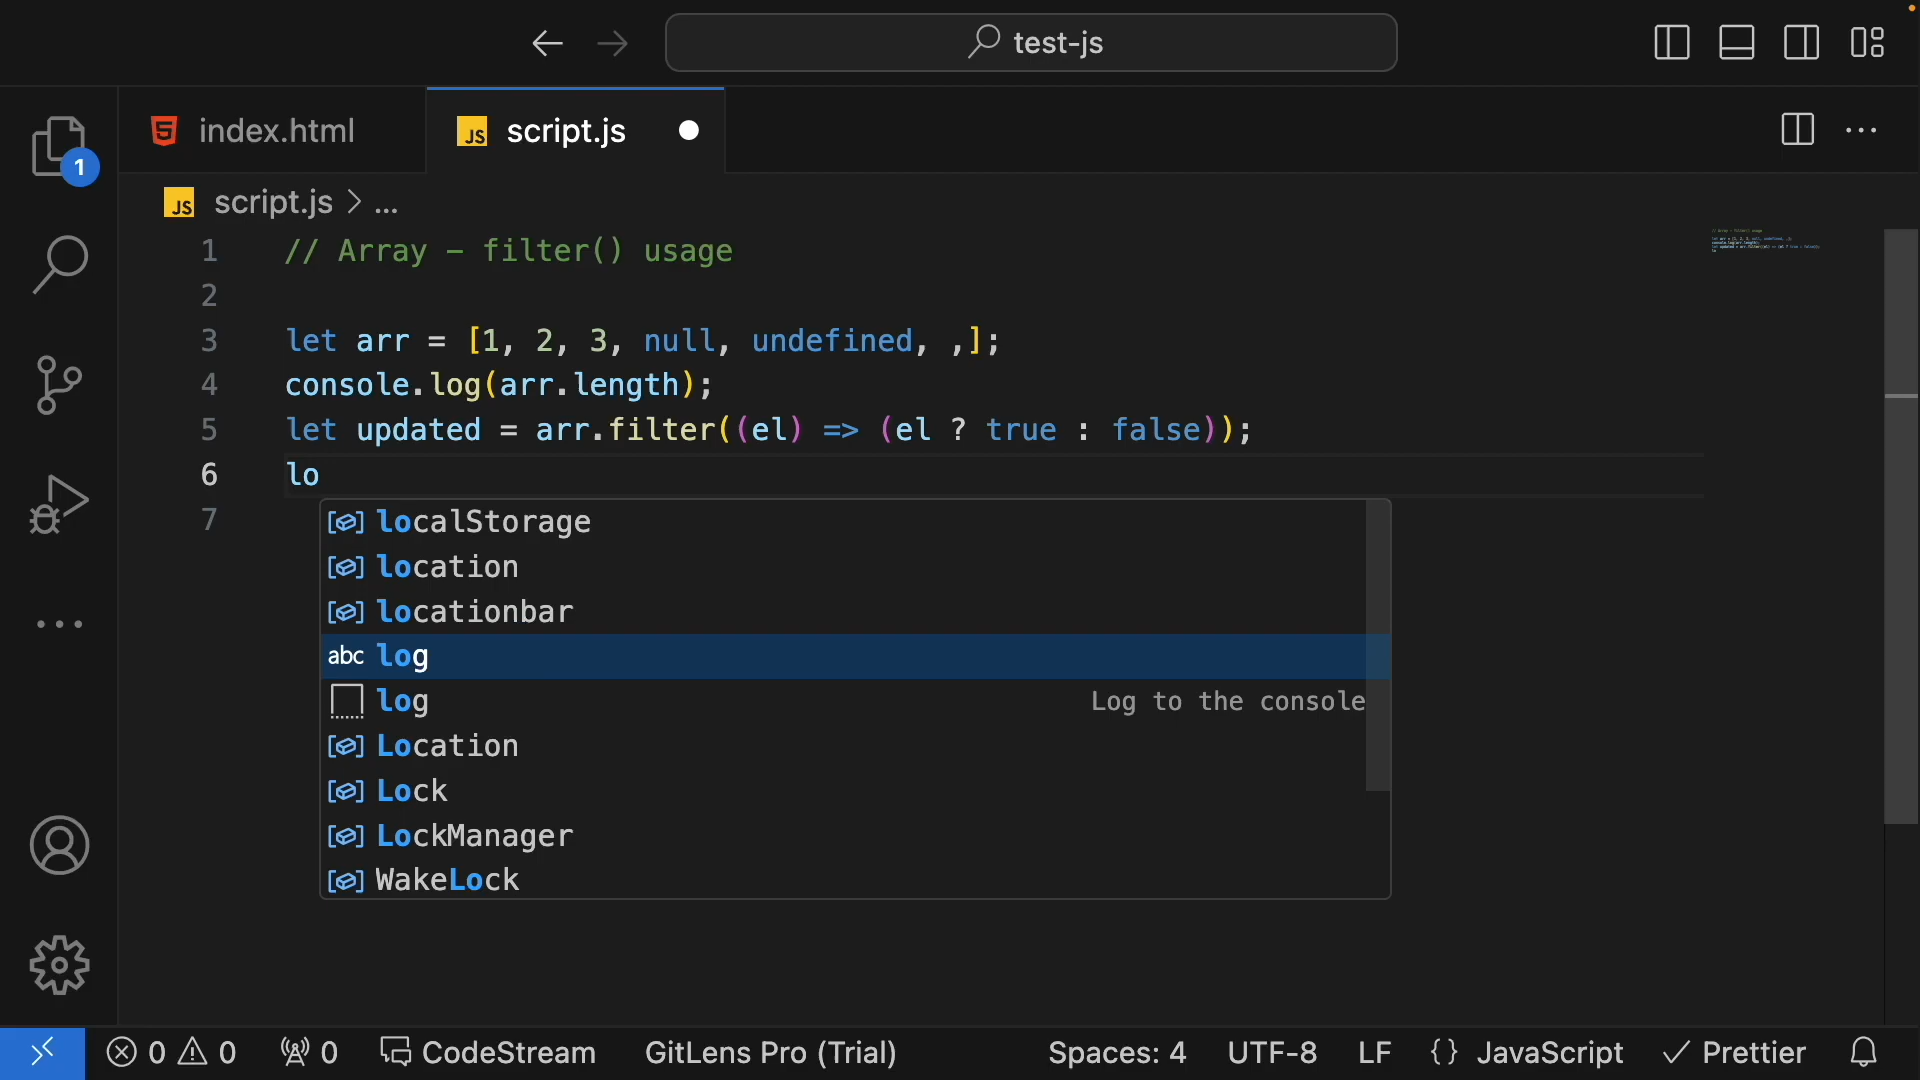 test-js
index.html
JS script.js
1
JS script.js > ...
1 // Array - filter() usage
2
3 let arr = [1, 2, 3, null, undefined, ,];
4 console.log(arr.length);
5 let updated = arr.filter((el) => (el ? true : false));
6 lo
7
localStorage
location
locationbar
abc log
log Log to the console
Location
Lock
LockManager
WakeLock
0 0 0 CodeStream GitLens Pro (Trial) Spaces: 4 UTF-8 LF {} JavaScript Prettier